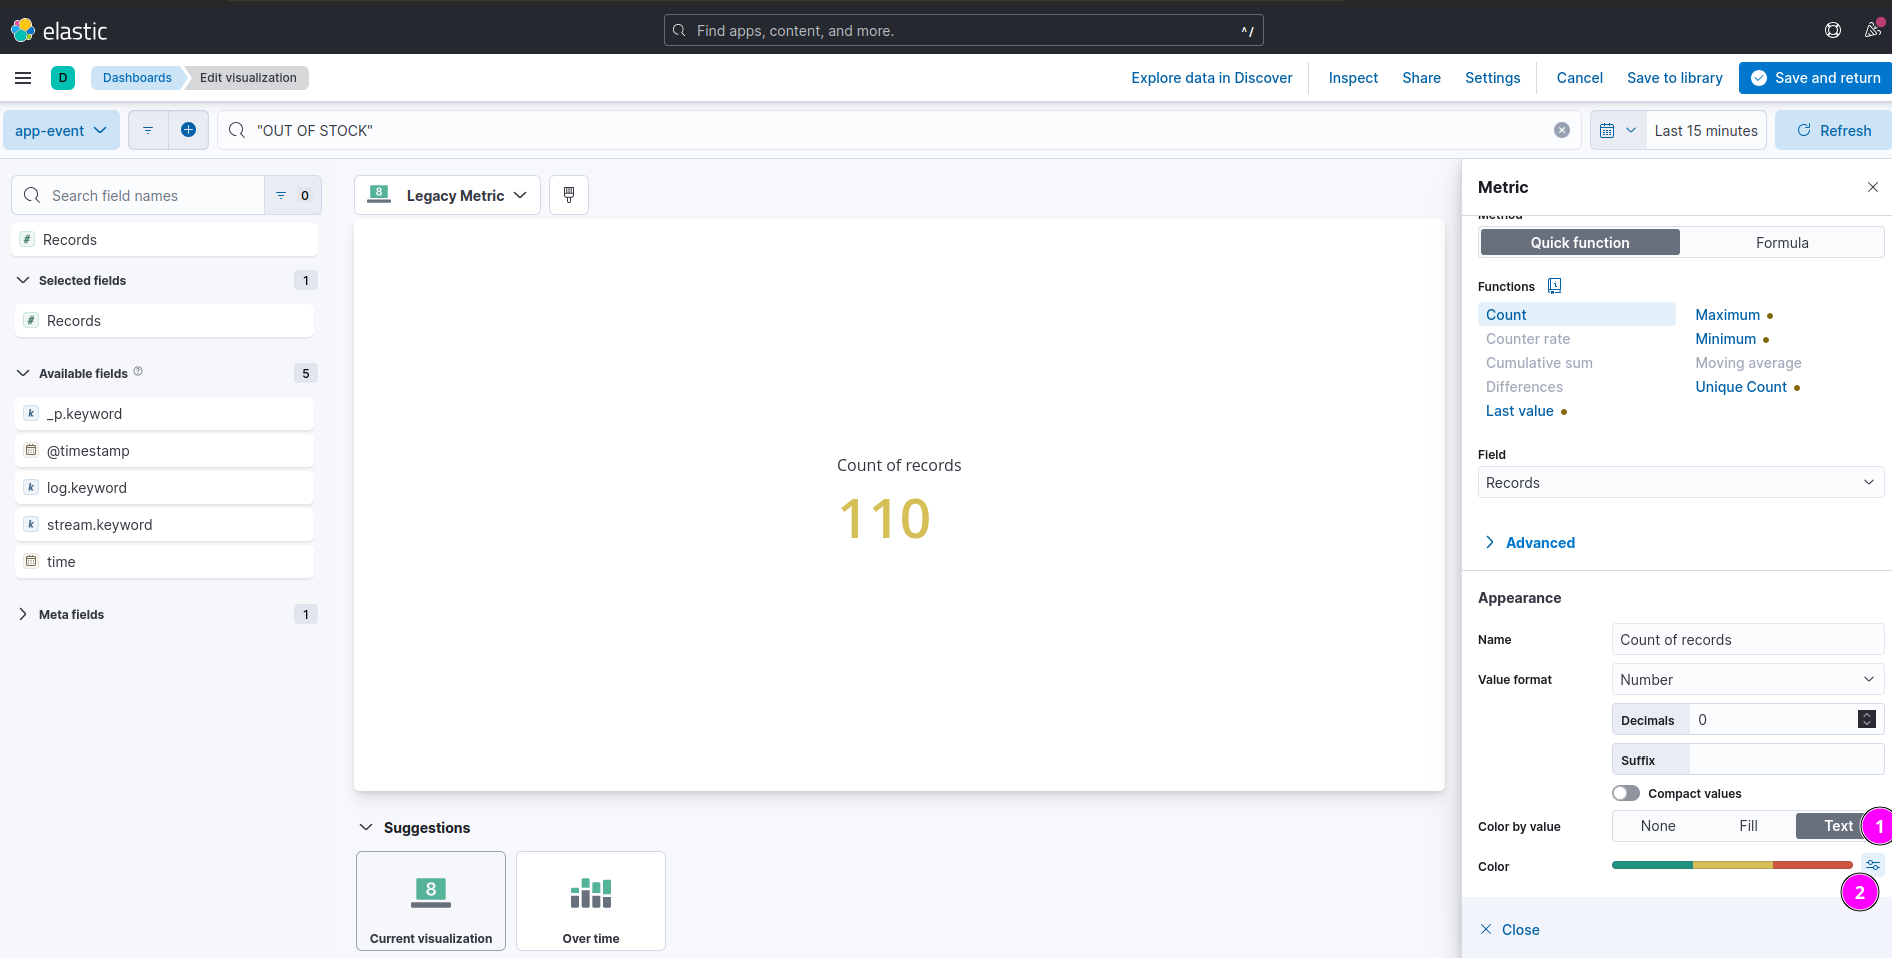 elastic
Find apps, content, and more.
^/
D
Dashboards
Edit visualization
Explore data in Discover
Inspect
Share
Settings
Cancel
Save to library
Save and return
app-event
"OUT OF STOCK"
Last 15 minutes
Refresh
Search field names
0
Records
Selected fields
1
Records
Available fields
5
k _p.keyword
@timestamp
k log.keyword
k stream.keyword
time
Meta fields
1
8 Legacy Metric
Count of records
110
Suggestions
8
Current visualization
Over time
Metric
Method
Quick function
Formula
Functions
Count
Maximum
Counter rate
Minimum
Cumulative sum
Moving average
Differences
Unique Count
Last value
Field
Records
Advanced
Appearance
Name
Count of records
Value format
Number
Decimals
0
Suffix
Compact values
Color by value
None
Fill
Text
1
Color
2
Close